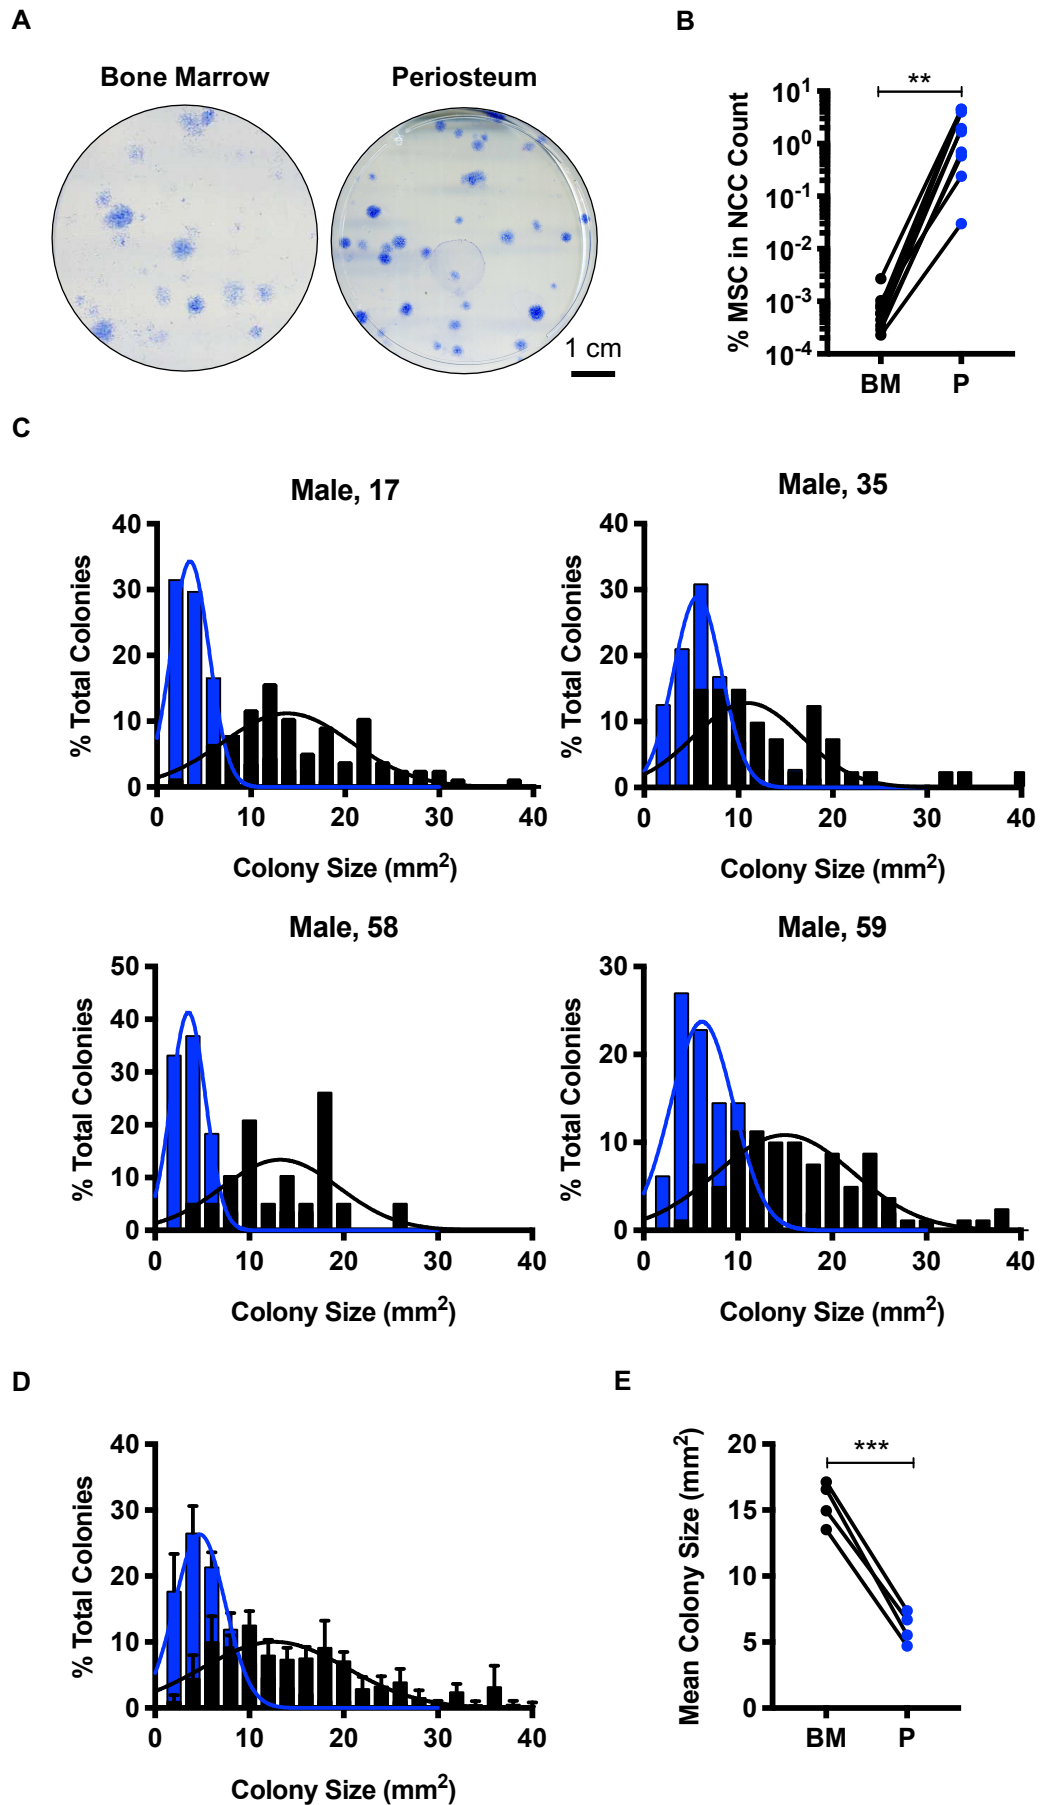 A
B
Bone Marrow
Periosteum
1 cm
**
% MSC in NCC Count
10^1
10^0
10^-1
10^-2
10^-3
10^-4
BM P
C
Male, 17
% Total Colonies
40
30
20
10
0
0 10 20 30 40
Colony Size (mm²)
Male, 35
% Total Colonies
40
30
20
10
0
0 10 20 30 40
Colony Size (mm²)
Male, 58
% Total Colonies
50
40
30
20
10
0
0 10 20 30 40
Colony Size (mm²)
Male, 59
% Total Colonies
30
20
10
0
0 10 20 30 40
Colony Size (mm²)
D
% Total Colonies
40
30
20
10
0
0 10 20 30 40
Colony Size (mm²)
E
***
Mean Colony Size (mm²)
20
15
10
5
0
BM P